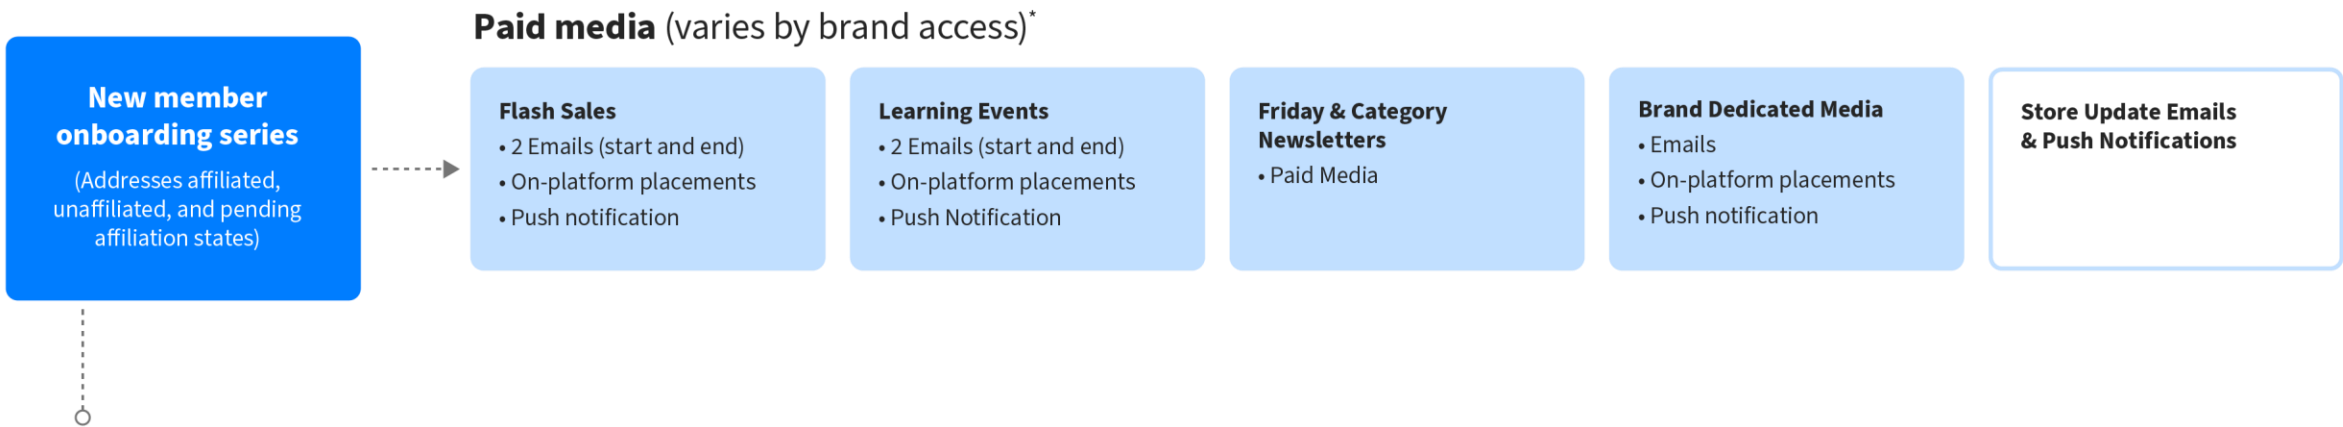 New member
onboarding series
(Addresses affiliated,
unaffiliated, and pending
affiliation states)
Paid media (varies by brand access)*
Flash Sales
• 2 Emails (start and end)
• On-platform placements
• Push notification
Learning Events
• 2 Emails (start and end)
• On-platform placements
• Push Notification
Friday & Category
Newsletters
• Paid Media
Brand Dedicated Media
• Emails
• On-platform placements
• Push notification
Store Update Emails
& Push Notifications